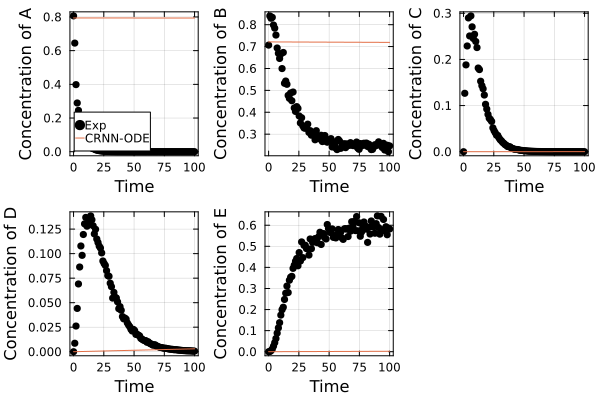 Concentration of A
0.8
0.6
0.4
0.2
0.0
Exp
CRNN-ODE
0 25 50 75 100
Time
Concentration of B
0.8
0.7
0.6
0.5
0.4
0.3
0 25 50 75 100
Time
Concentration of C
0.3
0.2
0.1
0.0
0 25 50 75 100
Time
Concentration of D
0.125
0.100
0.075
0.050
0.025
0.000
0 25 50 75 100
Time
Concentration of E
0.6
0.5
0.4
0.3
0.2
0.1
0.0
0 25 50 75 100
Time